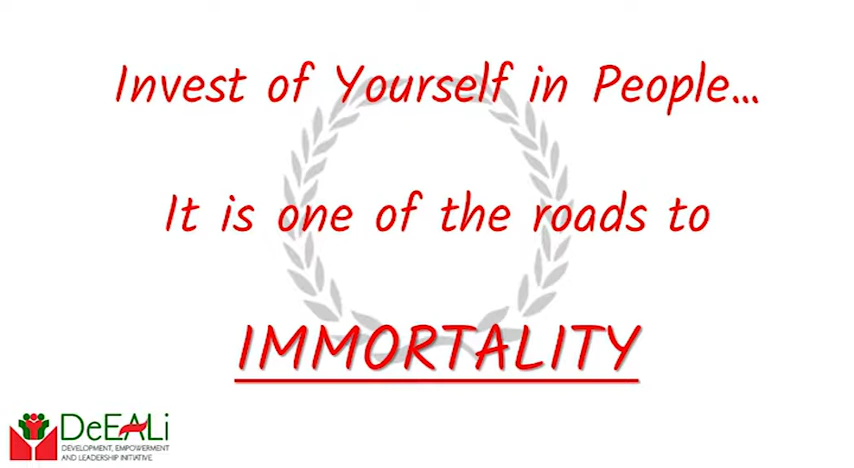 Invest of Yourself in People...
It is one of the roads to
IMMORTALITY
DeEALi
DEVELOPMENT, EMPOWERMENT
AND LEADERSHIP INITIATIVE